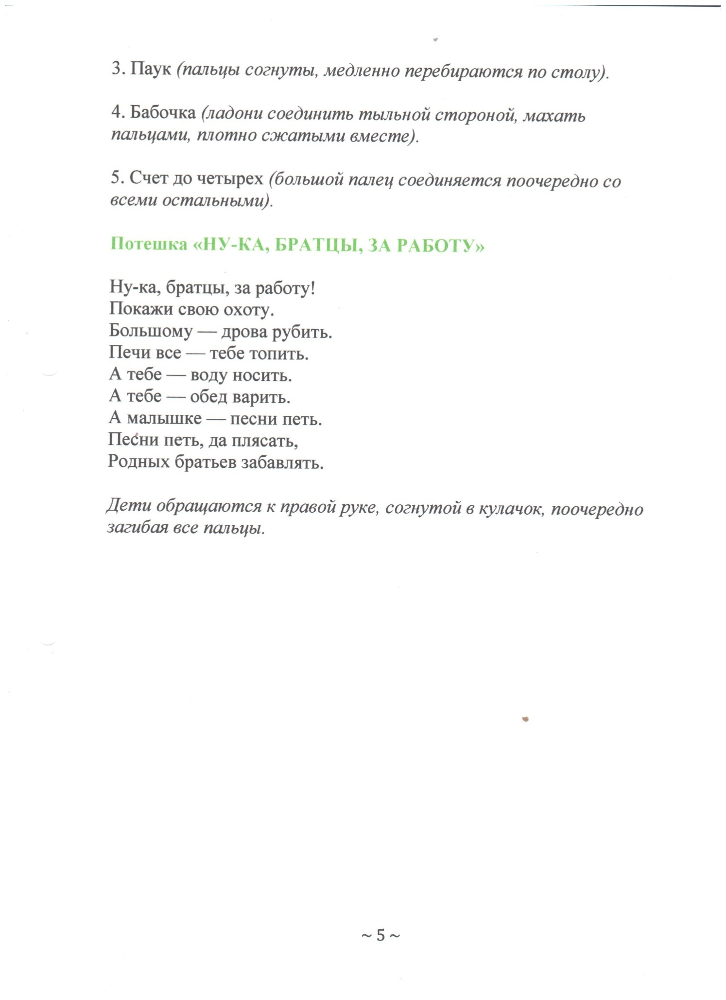 3. Паук (пальцы согнуты, медленно перебираются по столу).
4. Бабочка (ладони соединить тыльной стороной, махать
пальцами, плотно сжатыми вместе).
5. Счет до четырех (большой палец соединяется поочередно со
всеми остальными).
Потешка «НУ-КА, БРАТЦЫ, ЗА РАБОТУ»
Ну-ка, братцы, за работу!
Покажи свою охоту.
Большому — дрова рубить.
Печи все — тебе топить.
А тебе — воду носить.
А тебе — обед варить.
А малышке — песни петь.
Песни петь, да плясать,
Родных братьев забавлять.
Дети обращаются к правой руке, согнутой в кулачок, поочередно
загибая все пальцы.
~ 5 ~